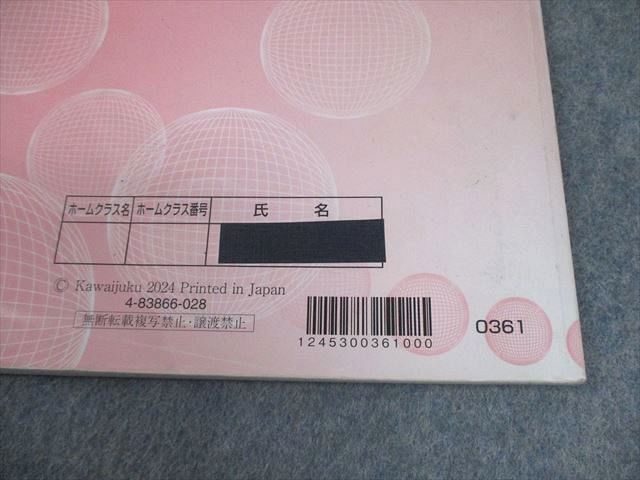 ホームクラス名 ホームクラス番号 氏 名
© Kawaijuku 2024 Printed in Japan
4-83866-028
無断転載複写禁止・譲渡禁止
1245300361000
0361